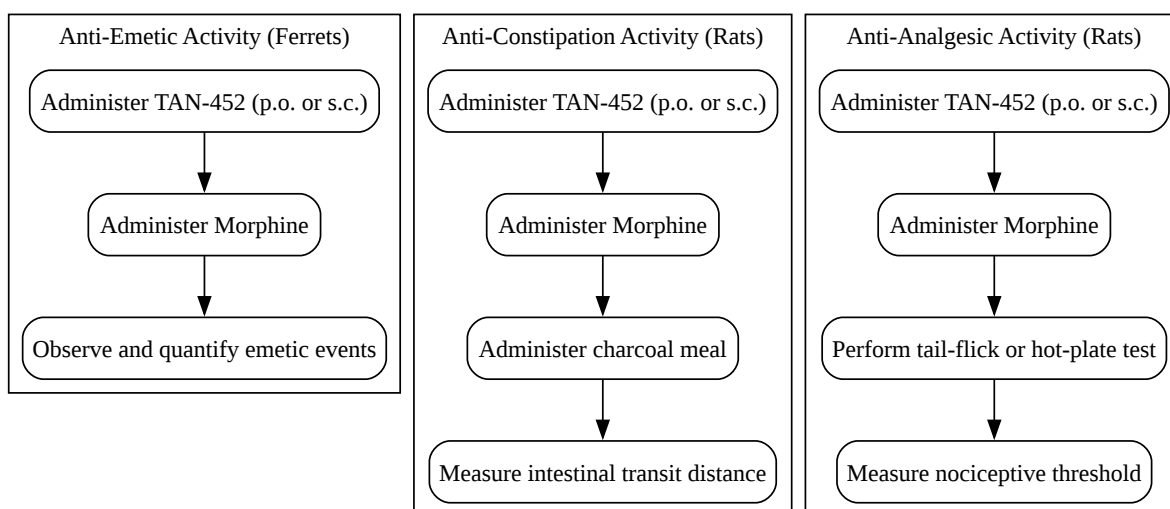 Anti-Emetic Activity (Ferrets)
Administer TAN-452 (p.o. or s.c.)
Administer Morphine
Observe and quantify emetic events
Anti-Constipation Activity (Rats)
Administer TAN-452 (p.o. or s.c.)
Administer Morphine
Administer charcoal meal
Measure intestinal transit distance
Anti-Analgesic Activity (Rats)
Administer TAN-452 (p.o. or s.c.)
Administer Morphine
Perform tail-flick or hot-plate test
Measure nociceptive threshold